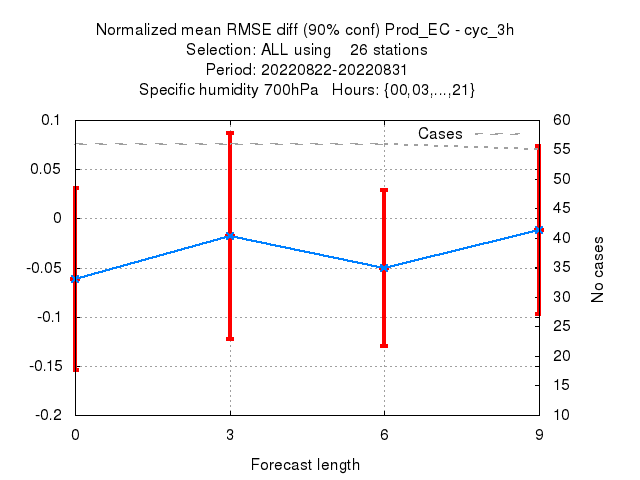 Normalized mean RMSE diff (90% conf) Prod_EC - cyc_3h
Selection: ALL using    26 stations
Period: 20220822-20220831
Specific humidity 700hPa   Hours: {00,03,...,21}
Cases
0.1
0.05
0
-0.05
-0.1
-0.15
-0.2
60
55
50
45
40
35
30
25
20
15
10
No cases
0 3 6 9
Forecast length